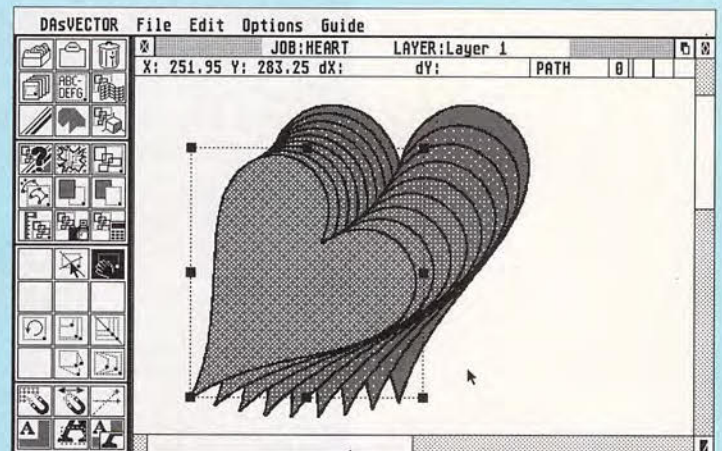 DAsVECTOR File Edit Options Guide
JOB:HEART LAYER:Layer 1
X: 251.95 Y: 283.25 dX: dY: PATH 0
ABC-
DEFG
?
A A